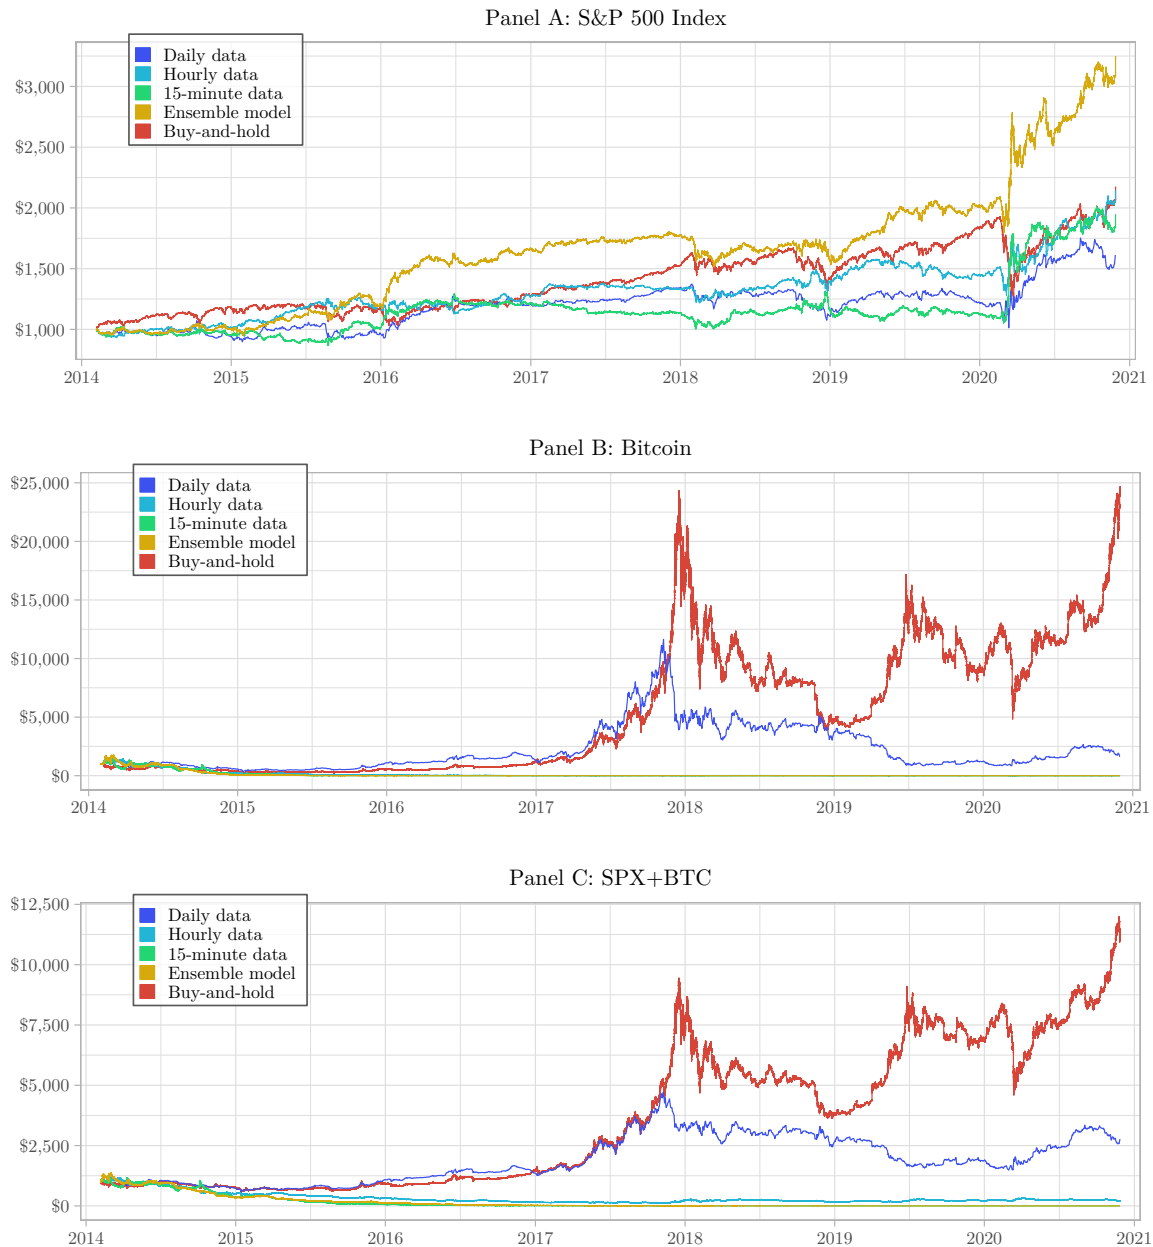 Panel A: S&P 500 Index
Daily data
Hourly data
15-minute data
Ensemble model
Buy-and-hold
$3,000
$2,500
$2,000
$1,500
$1,000
2014 2015 2016 2017 2018 2019 2020 2021
Panel B: Bitcoin
Daily data
Hourly data
15-minute data
Ensemble model
Buy-and-hold
$25,000
$20,000
$15,000
$10,000
$5,000
$0
2014 2015 2016 2017 2018 2019 2020 2021
Panel C: SPX+BTC
Daily data
Hourly data
15-minute data
Ensemble model
Buy-and-hold
$12,500
$10,000
$7,500
$5,000
$2,500
$0
2014 2015 2016 2017 2018 2019 2020 2021